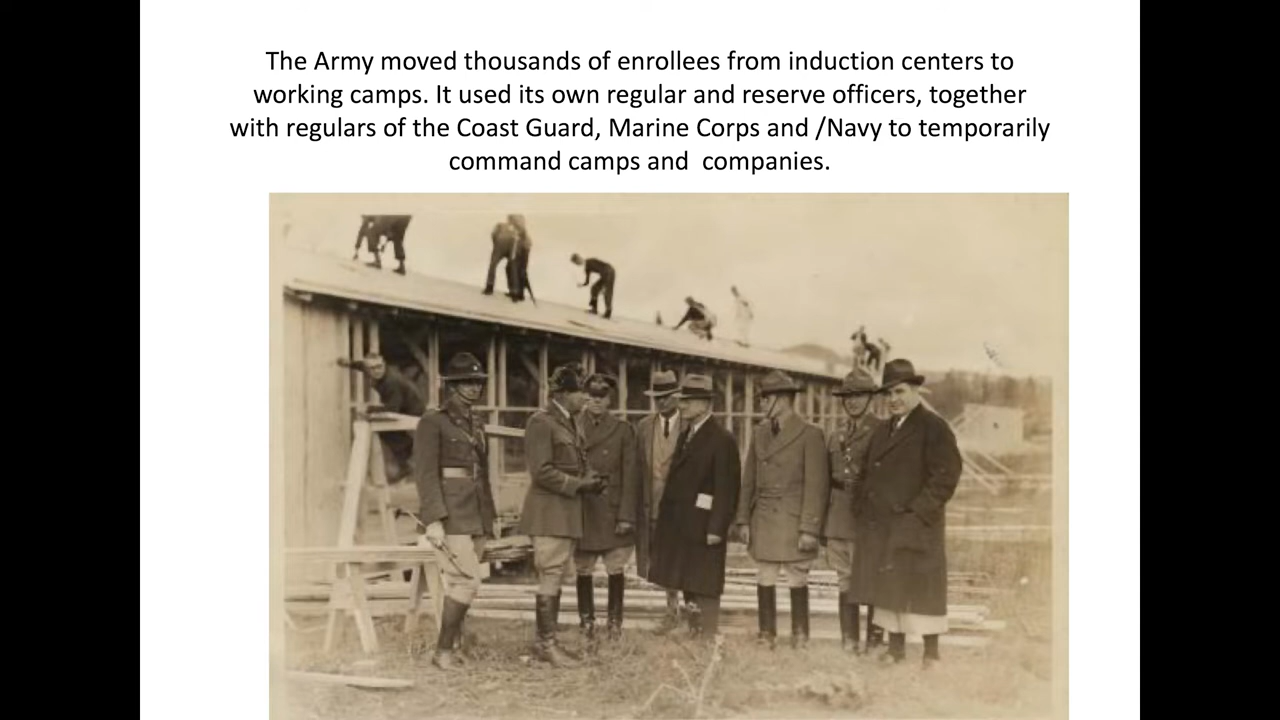 The Army moved thousands of enrollees from induction centers to
working camps. It used its own regular and reserve officers, together
with regulars of the Coast Guard, Marine Corps and /Navy to temporarily
command camps and  companies.